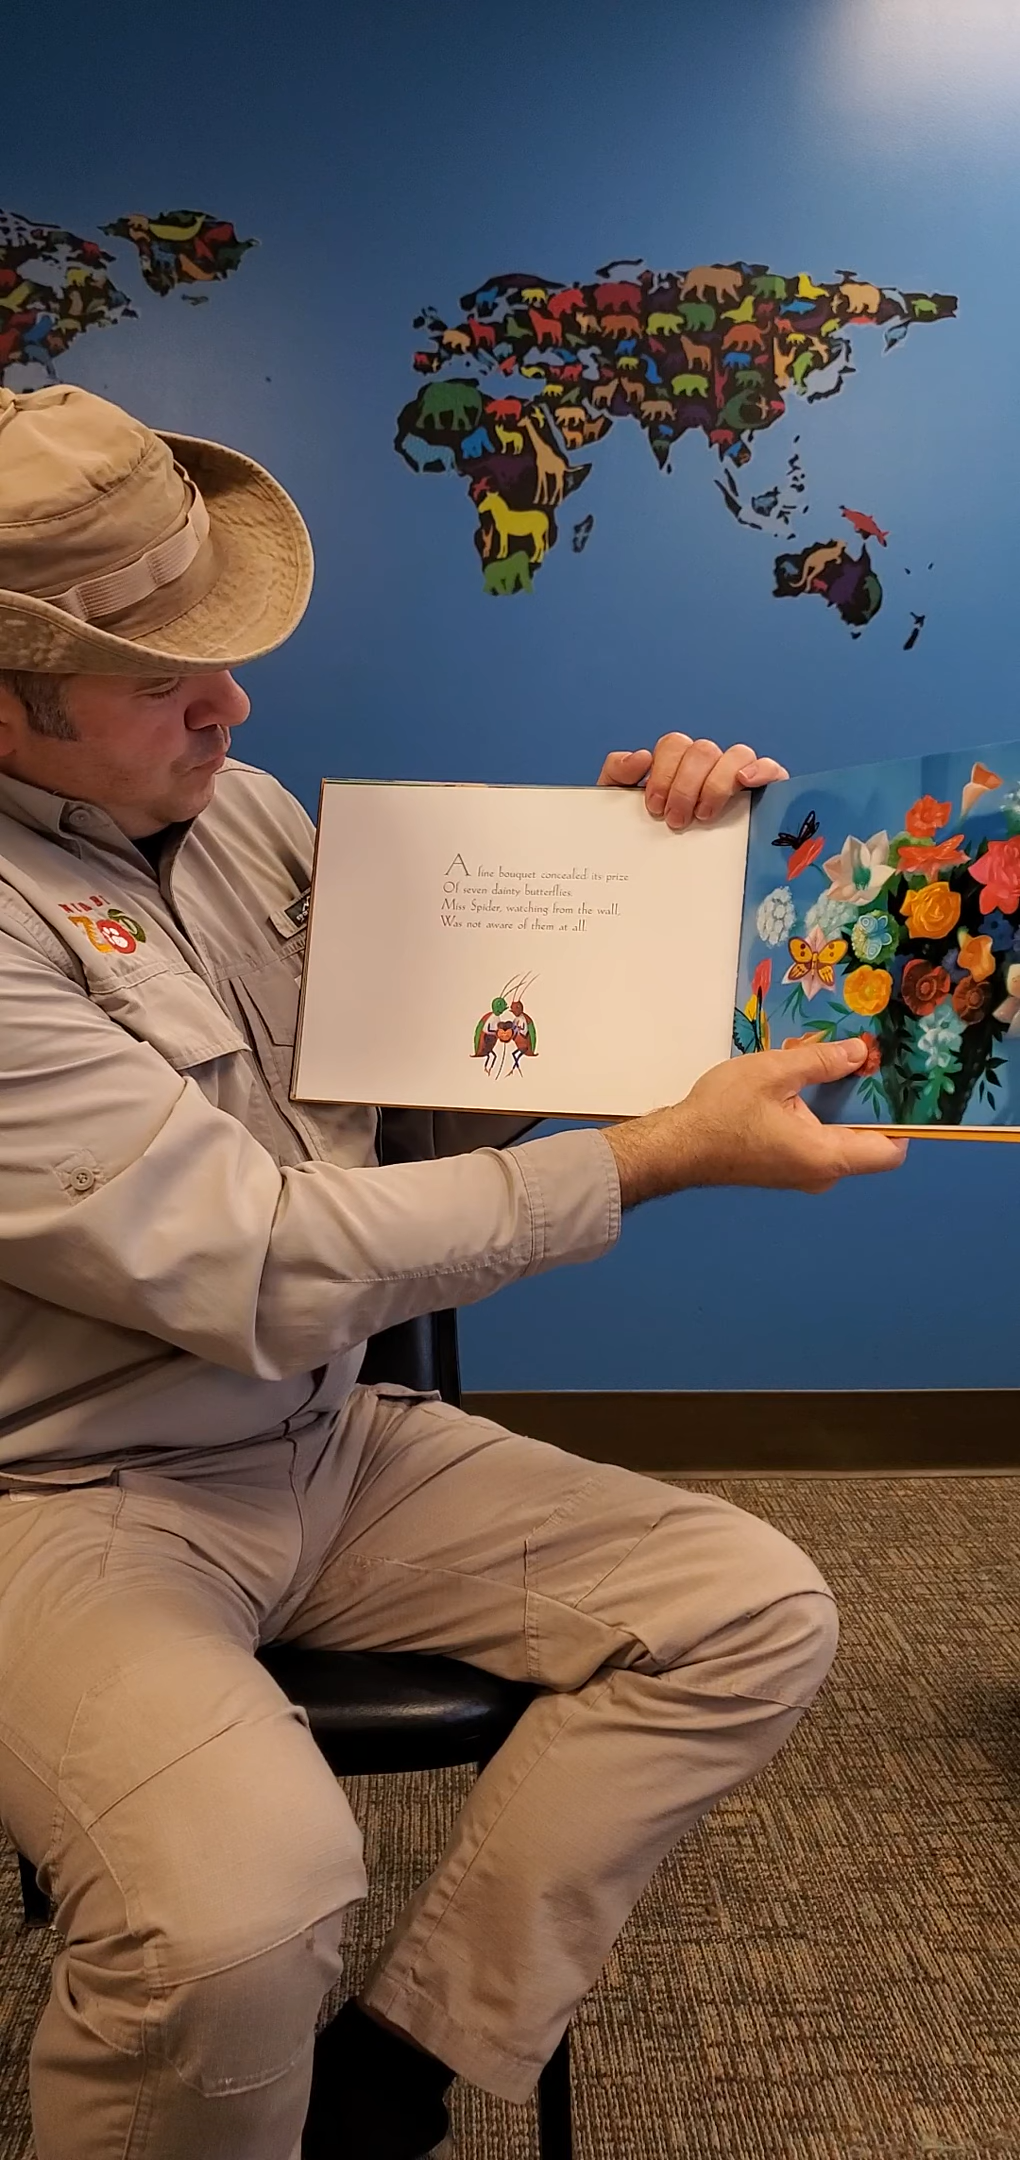 A fine bouquet concealed its prize
Of seven dainty butterflies.
Miss Spider, watching from the wall,
Was not aware of them at all.
ZOO